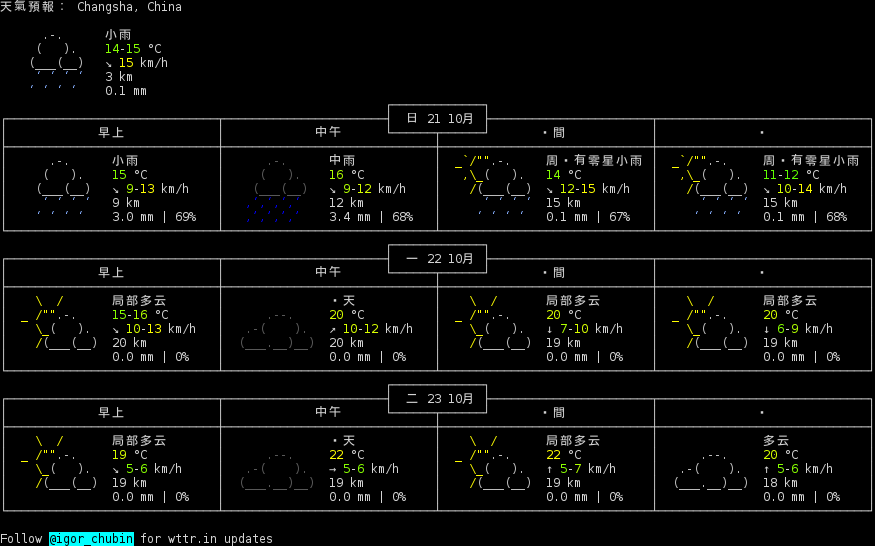 天氣預報： Changsha, China
小雨
14-15 °C
↘ 15 km/h
3 km
0.1 mm
日 21 10月
早上 中午 ・間 ・
小雨 中雨 周・有零星小雨 周・有零星小雨
15 °C 16 °C 14 °C 11-12 °C
↘ 9-13 km/h ↘ 9-12 km/h ↘ 12-15 km/h ↘ 10-14 km/h
9 km 12 km 15 km 15 km
3.0 mm | 69% 3.4 mm | 68% 0.1 mm | 67% 0.1 mm | 68%
一 22 10月
早上 中午 ・間 ・
局部多云 ・天 局部多云 局部多云
15-16 °C 20 °C 20 °C 20 °C
↘ 10-13 km/h ↗ 10-12 km/h ↓ 7-10 km/h ↓ 6-9 km/h
20 km 20 km 19 km 19 km
0.0 mm | 0% 0.0 mm | 0% 0.0 mm | 0% 0.0 mm | 0%
二 23 10月
早上 中午 ・間 ・
局部多云 ・天 局部多云 多云
19 °C 22 °C 22 °C 20 °C
↘ 5-6 km/h → 5-6 km/h ↑ 5-7 km/h ↑ 5-6 km/h
19 km 19 km 19 km 18 km
0.0 mm | 0% 0.0 mm | 0% 0.0 mm | 0% 0.0 mm | 0%
Follow @igor_chubin for wttr.in updates